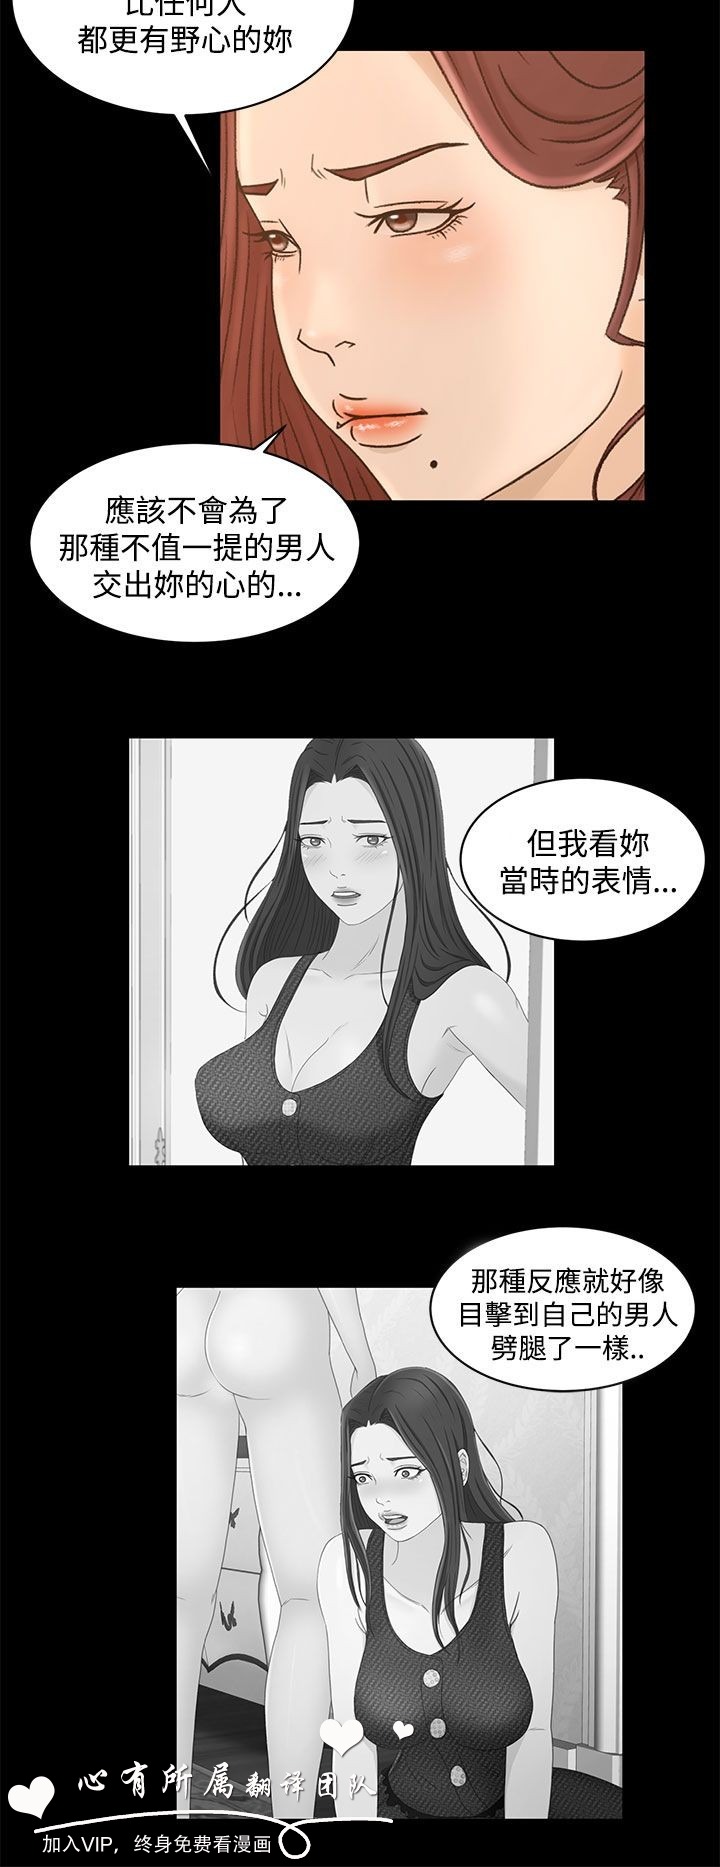 比任何人
都更有野心的妳
應該不會為了
那種不值一提的男人
交出妳的心的...
但我看妳
當時的表情...
那種反應就好像
目擊到自己的男人
劈腿了一樣..
心有所属翻译团队
加入VIP，终身免费看漫画